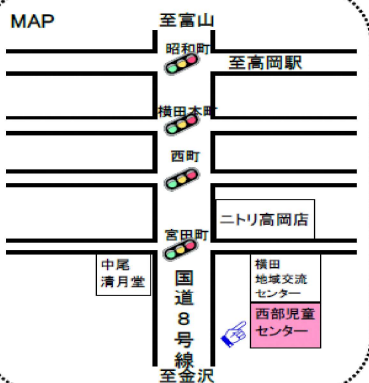 MAP
至富山
昭和町
至高岡駅
横田本町
西町
ニトリ高岡店
宮田町
中尾
清月堂
国道8号線
横田
地域交流
センター
西部児童
センター
至金沢